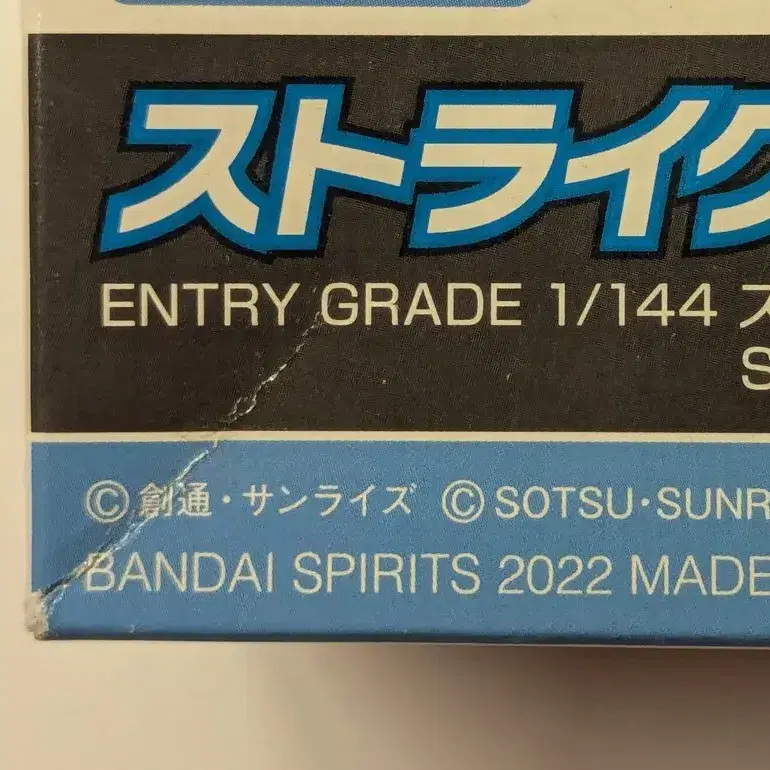 ストライク
ENTRY GRADE 1/144 ス
S
© 創通・サンライズ © SOTSU・SUNR
BANDAI SPIRITS 2022 MADE